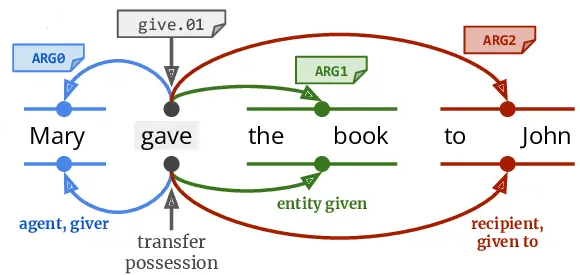 give.01
ARG0
ARG1
ARG2
Mary gave the book to John
agent, giver
transfer
possession
entity given
recipient,
given to